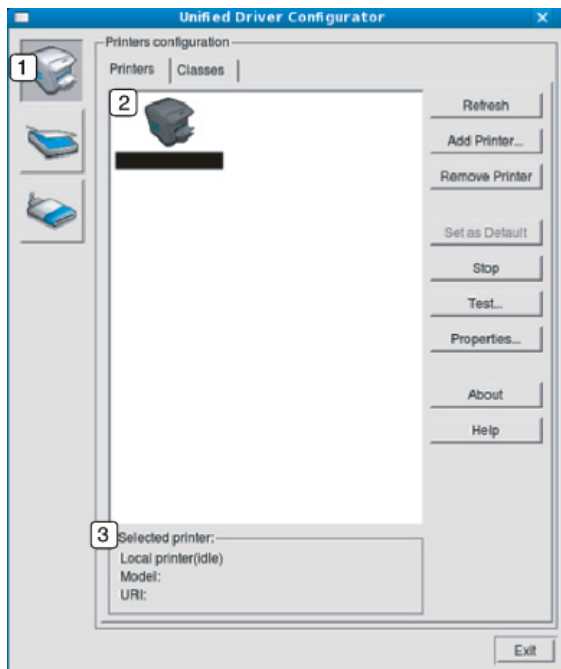 Unified Driver Configurator
Printers configuration
1
Printers Classes
2
Refresh
Add Printer...
Remove Printer
Set as Default
Stop
Test...
Properties...
About
Help
3
Selected printer:
Local printer(idle)
Model:
URI:
Exit